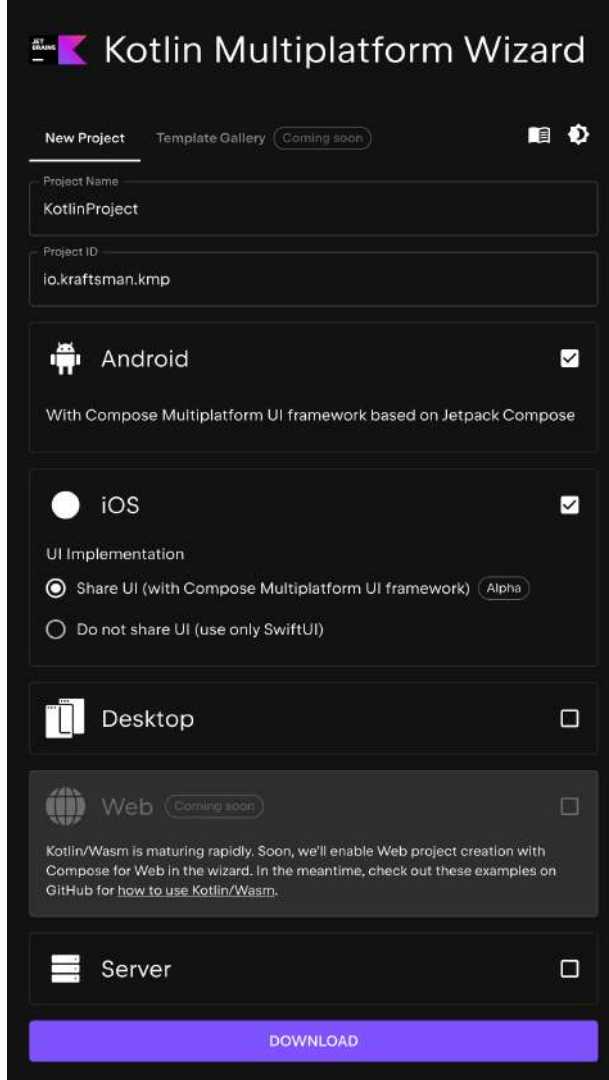 JET
BRAINS
Kotlin Multiplatform Wizard
New Project
Template Gallery
Coming soon
Project Name
KotlinProject
Project ID
io.kraftsman.kmp
Android
With Compose Multiplatform UI framework based on Jetpack Compose
iOS
UI Implementation
Share UI (with Compose Multiplatform UI framework) Alpha
Do not share UI (use only SwiftUI)
Desktop
Web Coming soon
Kotlin/Wasm is maturing rapidly. Soon, we'll enable Web project creation with
Compose for Web in the wizard. In the meantime, check out these examples on
GitHub for how to use Kotlin/Wasm.
Server
DOWNLOAD